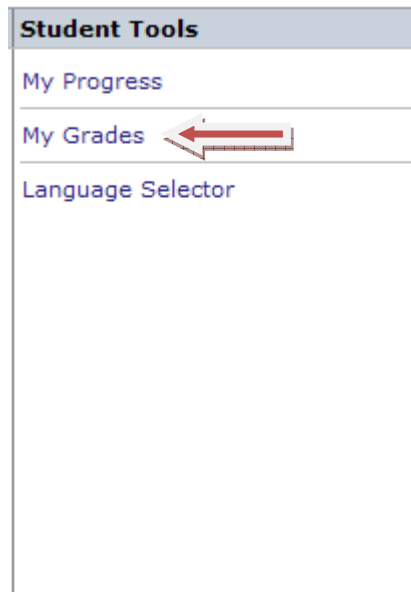 Student Tools
My Progress
My Grades
Language Selector